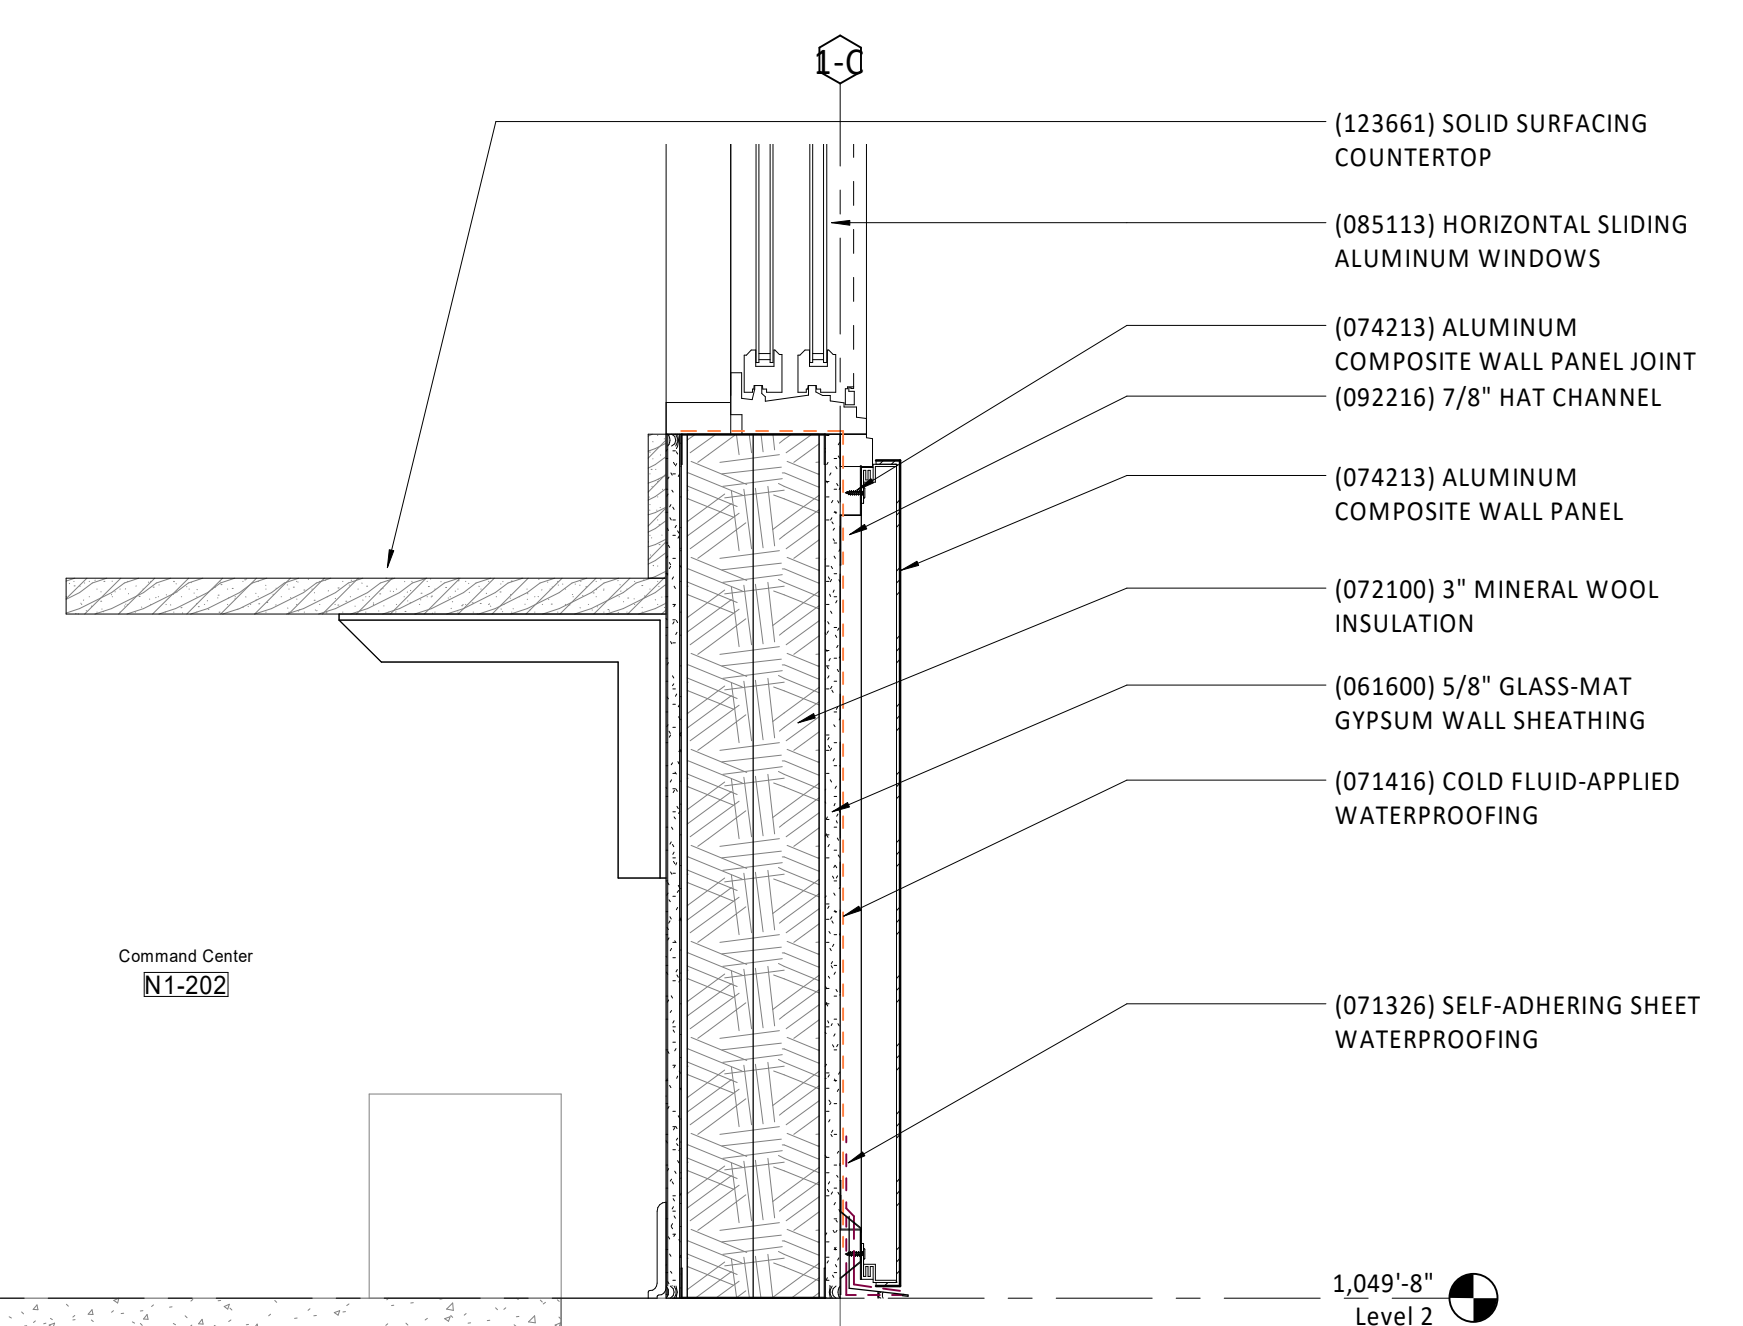 1-C
(123661) SOLID SURFACING
COUNTERTOP
(085113) HORIZONTAL SLIDING
ALUMINUM WINDOWS
(074213) ALUMINUM
COMPOSITE WALL PANEL JOINT
(092216) 7/8" HAT CHANNEL
(074213) ALUMINUM
COMPOSITE WALL PANEL
(072100) 3" MINERAL WOOL
INSULATION
(061600) 5/8" GLASS-MAT
GYPSUM WALL SHEATHING
(071416) COLD FLUID-APPLIED
WATERPROOFING
Command Center
N1-202
(071326) SELF-ADHERING SHEET
WATERPROOFING
1,049'-8"
Level 2